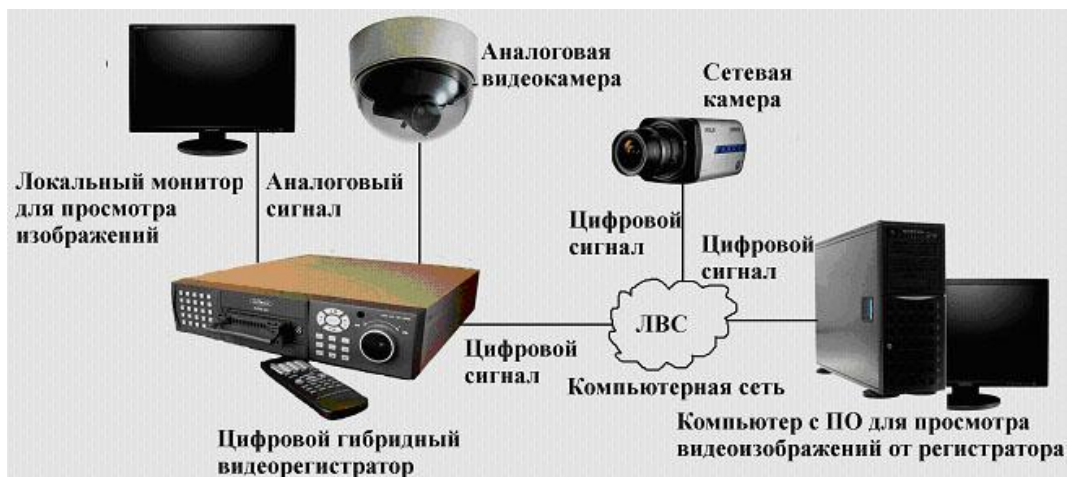 Аналоговая
видеокамера
Сетевая
камера
Локальный монитор
для просмотра
изображений
Аналоговый
сигнал
Цифровой
сигнал
Цифровой
сигнал
ЛВС
Цифровой
сигнал
Компьютерная сеть
Цифровой гибридный
видеорегистратор
Компьютер с ПО для просмотра
видеоизображений от регистратора